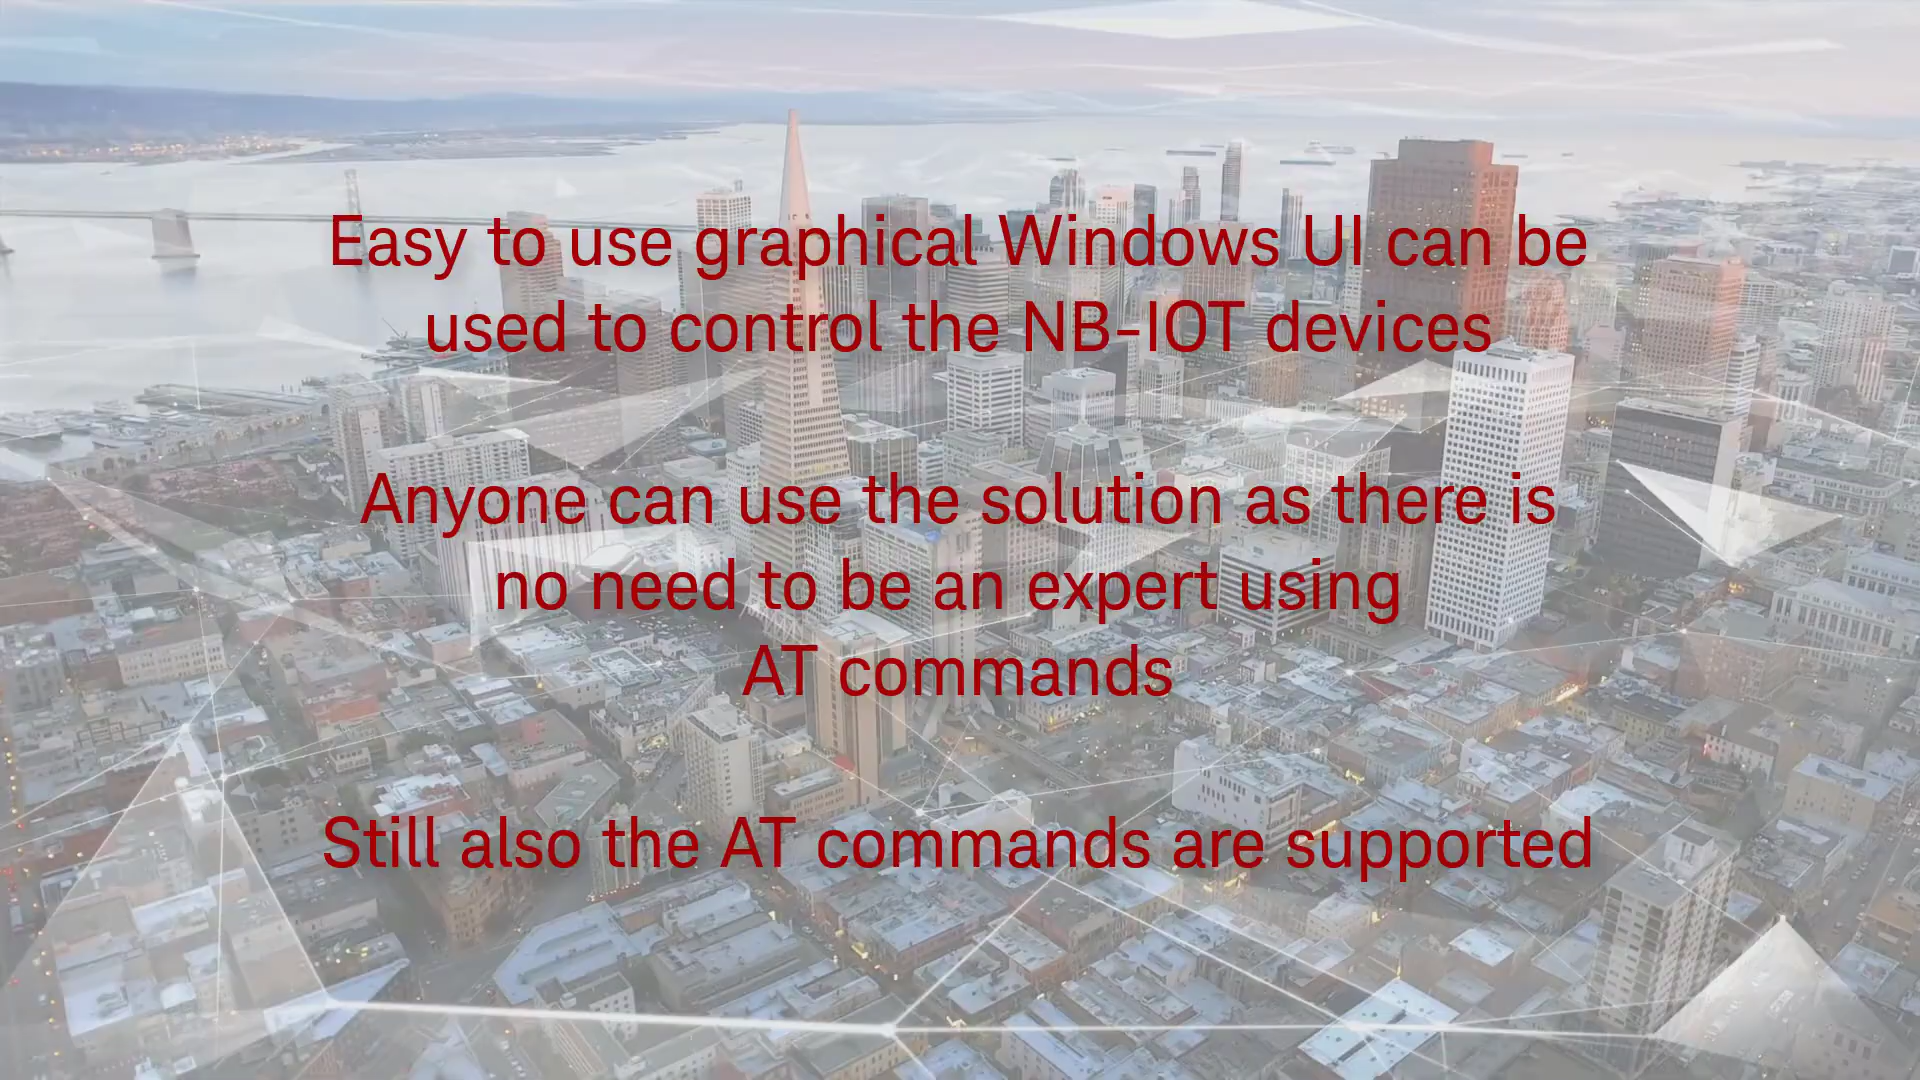 Easy to use graphical Windows UI can be
used to control the NB-IOT devices
Anyone can use the solution as there is
no need to be an expert using
AT commands
Still also the AT commands are supported